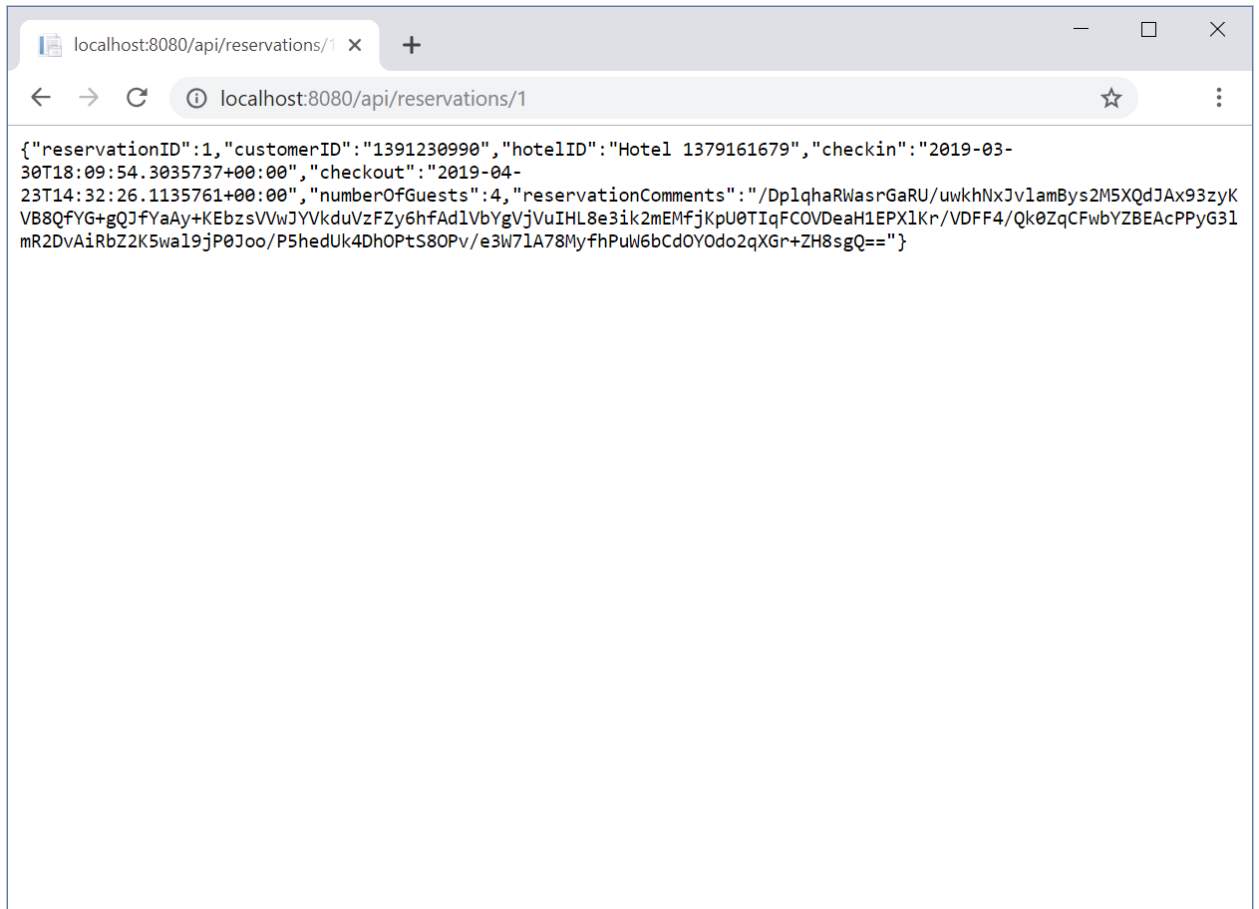 localhost:8080/api/reservations/1
localhost:8080/api/reservations/1
{"reservationID":1,"customerID":"1391230990","hotelID":"Hotel 1379161679","checkin":"2019-03-
30T18:09:54.3035737+00:00","checkout":"2019-04-
23T14:32:26.1135761+00:00","numberOfGuests":4,"reservationComments":"/DplqhaRWasrGaRU/uwkhNxJvlamBys2M5XQdJAx93zyK
VB8QfYG+gQJfYaAy+KEbzsVVwJYVkduVzFZy6hfAdlVbYgVjVuIHL8e3ik2mEMfjKpU0TIqFCOVDeaH1EPXlKr/VDFF4/Qk0ZqCFwbYZBEAcPPyG3l
mR2DvAiRbZ2K5wal9jP0Joo/P5hedUk4DhOPtS8OPv/e3W7lA78MyfhPuW6bCdOYOdo2qXGr+ZH8sgQ=="}